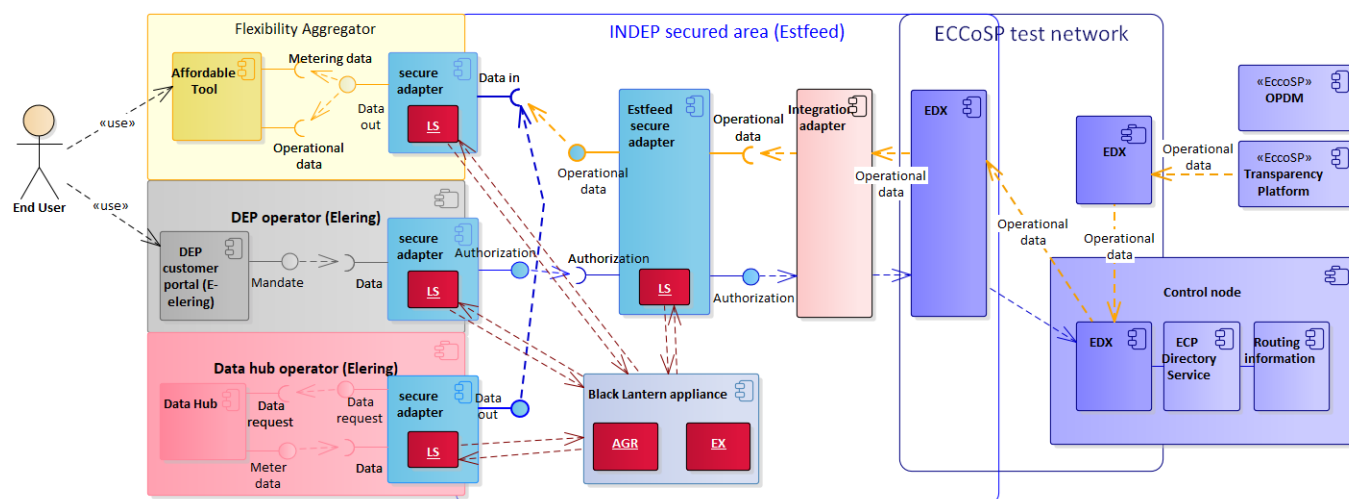 Flexibility Aggregator
INDEP secured area (Estfeed)
ECCoSP test network
Affordable
Tool
Metering data
Data
out
Operational
data
secure
adapter
LS
Data in
Operational
data
Estfeed
secure
adapter
LS
Operational
data
Integration
adapter
Operational
data
EDX
Operational
data
EDX
Operational
data
Operational
data
«EccoSP»
OPDM
«EccoSP»
Transparency
Platform
«use»
«use»
End User
DEP operator (Elering)
DEP
customer
portal (E-
elering)
Mandate
Data
secure
adapter
LS
Authorization
Authorization
Authorization
Control node
EDX
ECP
Directory
Service
Routing
information
Data hub operator (Elering)
Data Hub
Data
request
Data
request
Meter
data
Data
secure
adapter
LS
Data
out
Black Lantern appliance
AGR
EX